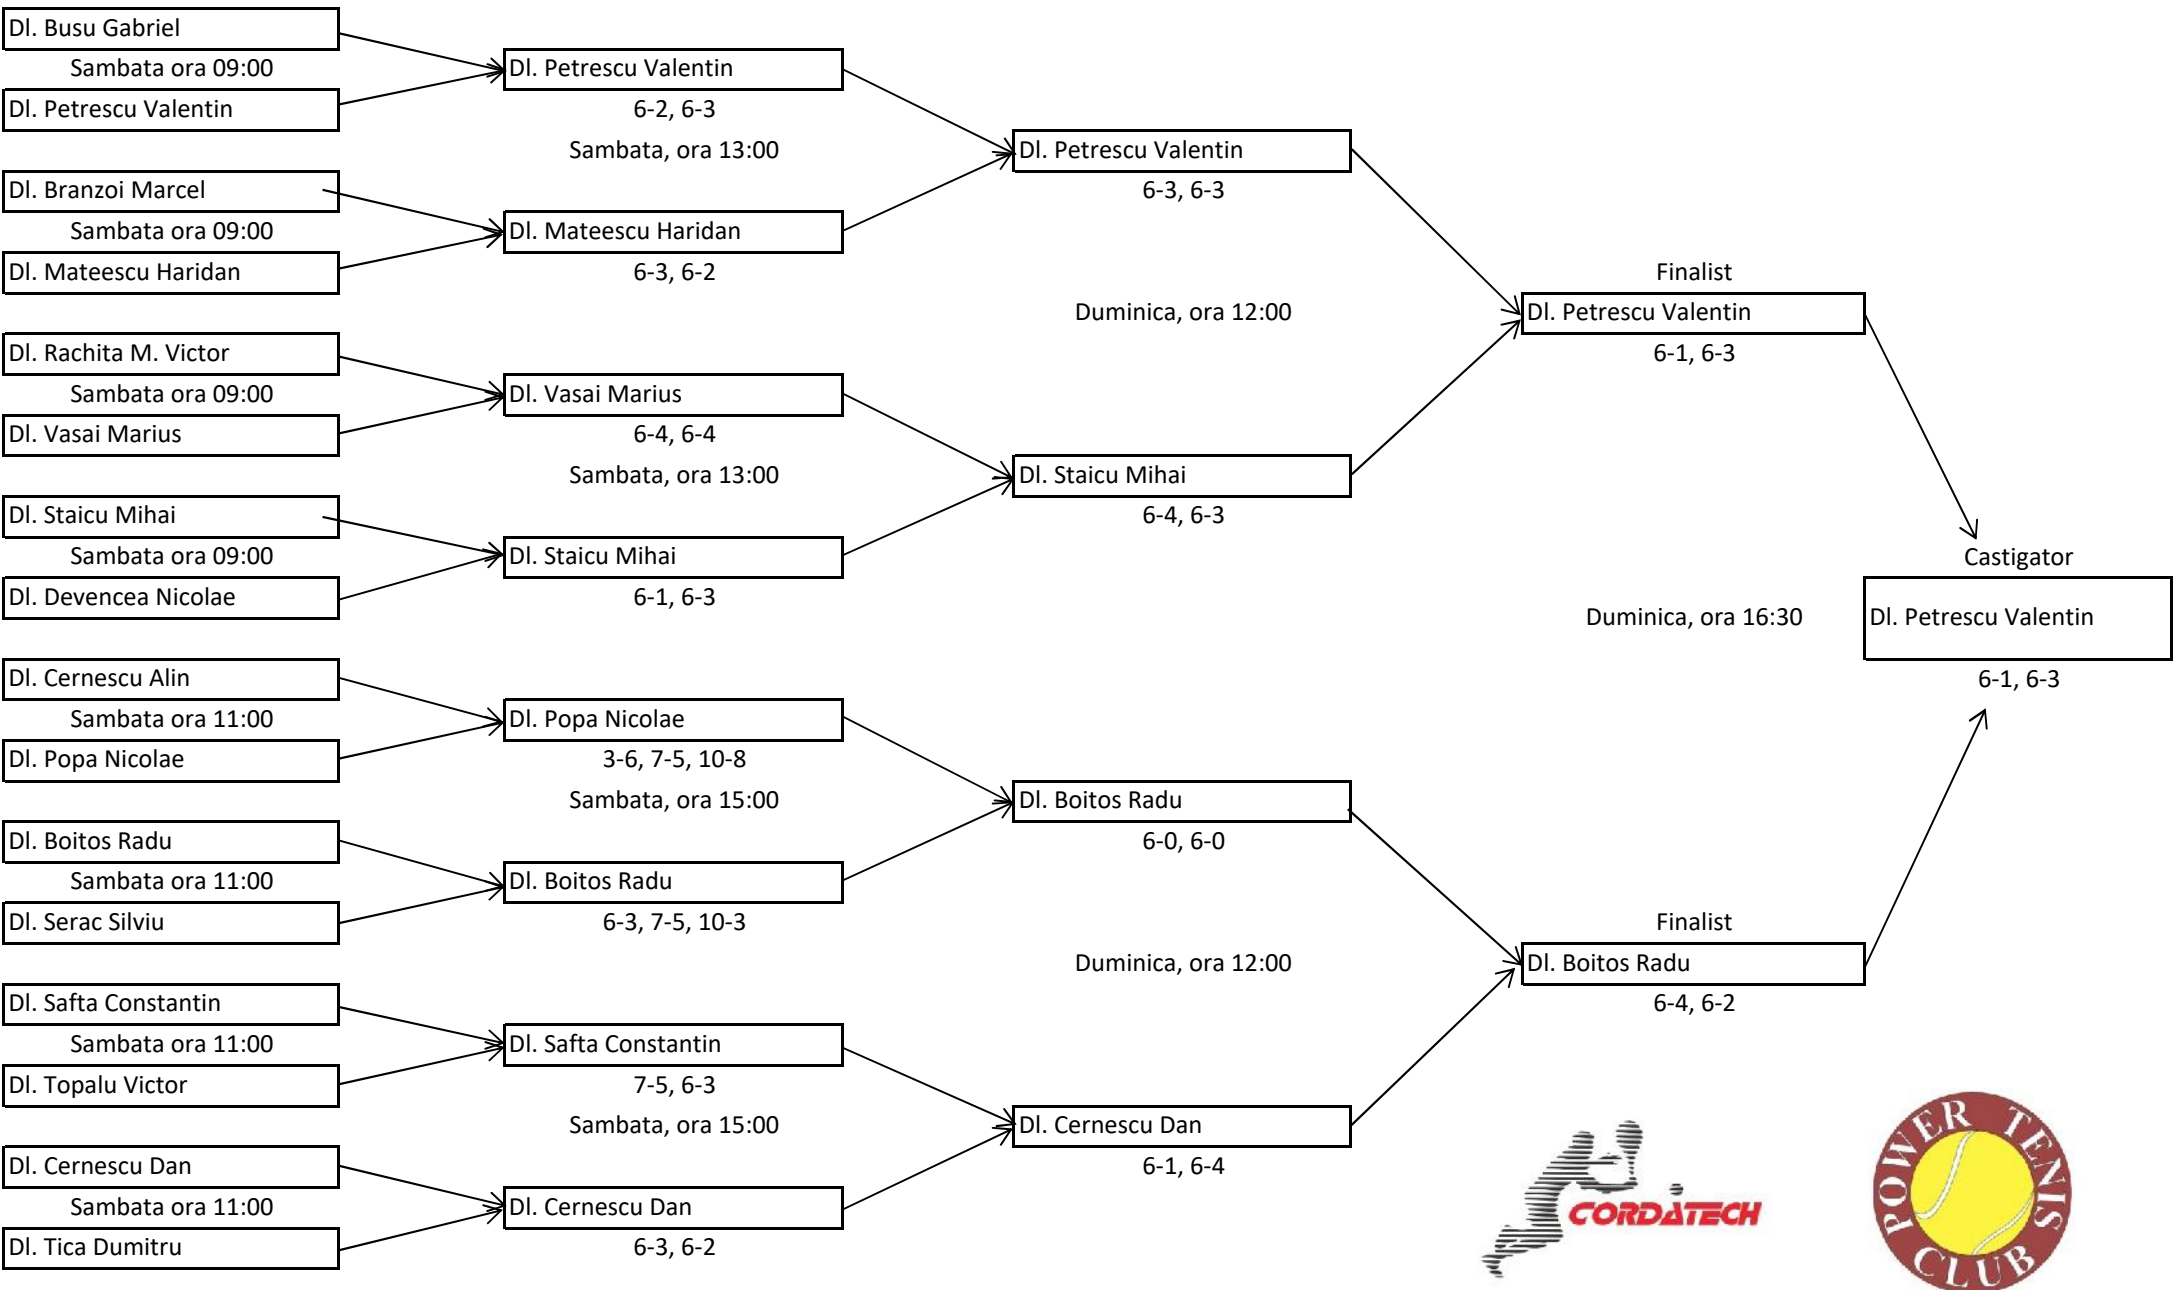 Dl. Busu Gabriel
Sambata ora 09:00
Dl. Petrescu Valentin
Dl. Branzoi Marcel
Sambata ora 09:00
Dl. Mateescu Haridan
Dl. Rachita M. Victor
Sambata ora 09:00
Dl. Vasai Marius
Dl. Staicu Mihai
Sambata ora 09:00
Dl. Devencea Nicolae
Dl. Cernescu Alin
Sambata ora 11:00
Dl. Popa Nicolae
Dl. Boitos Radu
Sambata ora 11:00
Dl. Serac Silviu
Dl. Safta Constantin
Sambata ora 11:00
Dl. Topalu Victor
Dl. Cernescu Dan
Sambata ora 11:00
Dl. Tica Dumitru
Dl. Petrescu Valentin
6-2, 6-3
Sambata, ora 13:00
Dl. Mateescu Haridan
6-3, 6-2
Dl. Vasai Marius
6-4, 6-4
Sambata, ora 13:00
Dl. Staicu Mihai
6-1, 6-3
Dl. Popa Nicolae
3-6, 7-5, 10-8
Sambata, ora 15:00
Dl. Boitos Radu
6-3, 7-5, 10-3
Dl. Safta Constantin
7-5, 6-3
Sambata, ora 15:00
Dl. Cernescu Dan
6-3, 6-2
Dl. Petrescu Valentin
6-3, 6-3
Duminica, ora 12:00
Dl. Staicu Mihai
6-4, 6-3
Dl. Boitos Radu
6-0, 6-0
Duminica, ora 12:00
Dl. Cernescu Dan
6-1, 6-4
Finalist
Dl. Petrescu Valentin
6-1, 6-3
Duminica, ora 16:30
Finalist
Dl. Boitos Radu
6-4, 6-2
Castigator
Dl. Petrescu Valentin
6-1, 6-3
CORDATECH
POWER TENIS
CLUB